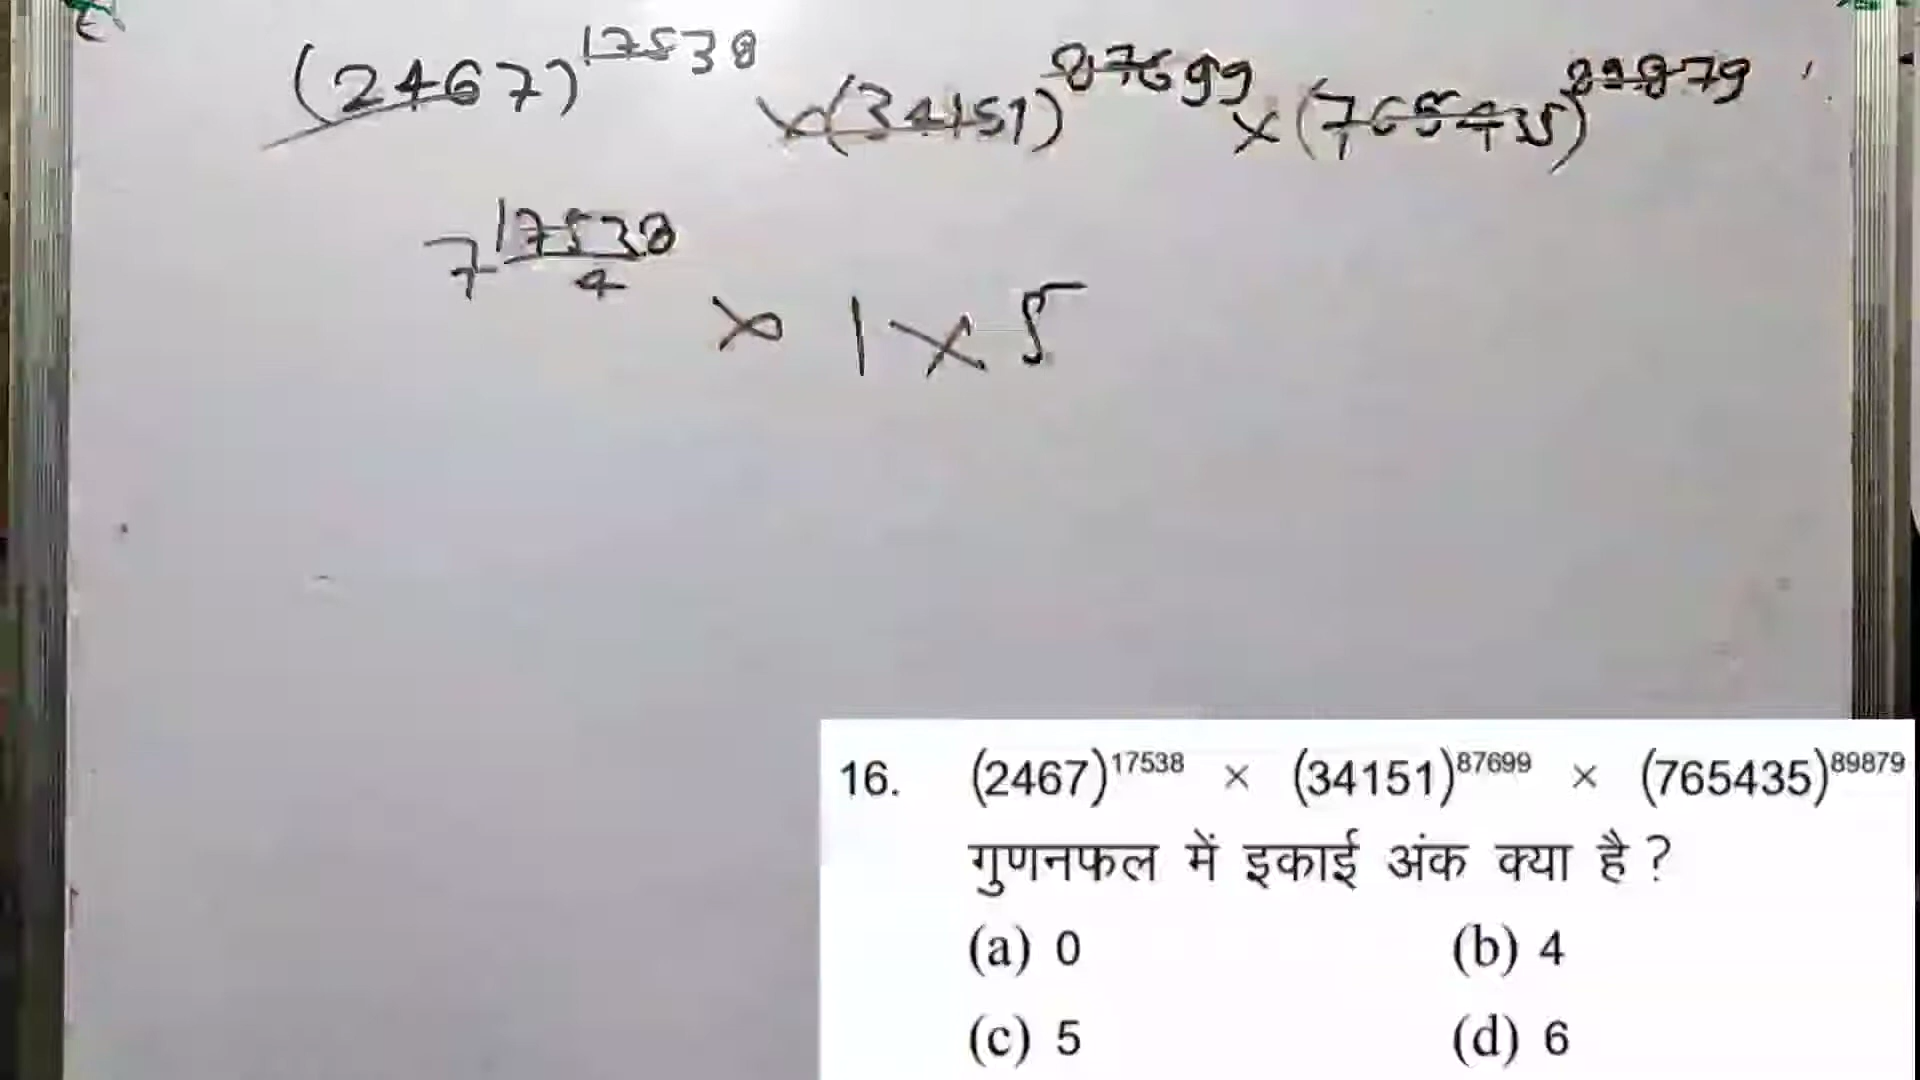 (2467)^17538 ×(34151)^87699 ×(765435)^89879
7^17538/4 × 1 × 5
16. (2467)^17538 × (34151)^87699 × (765435)^89879
गुणनफल में इकाई अंक क्या है ?
(a) 0 (b) 4
(c) 5 (d) 6